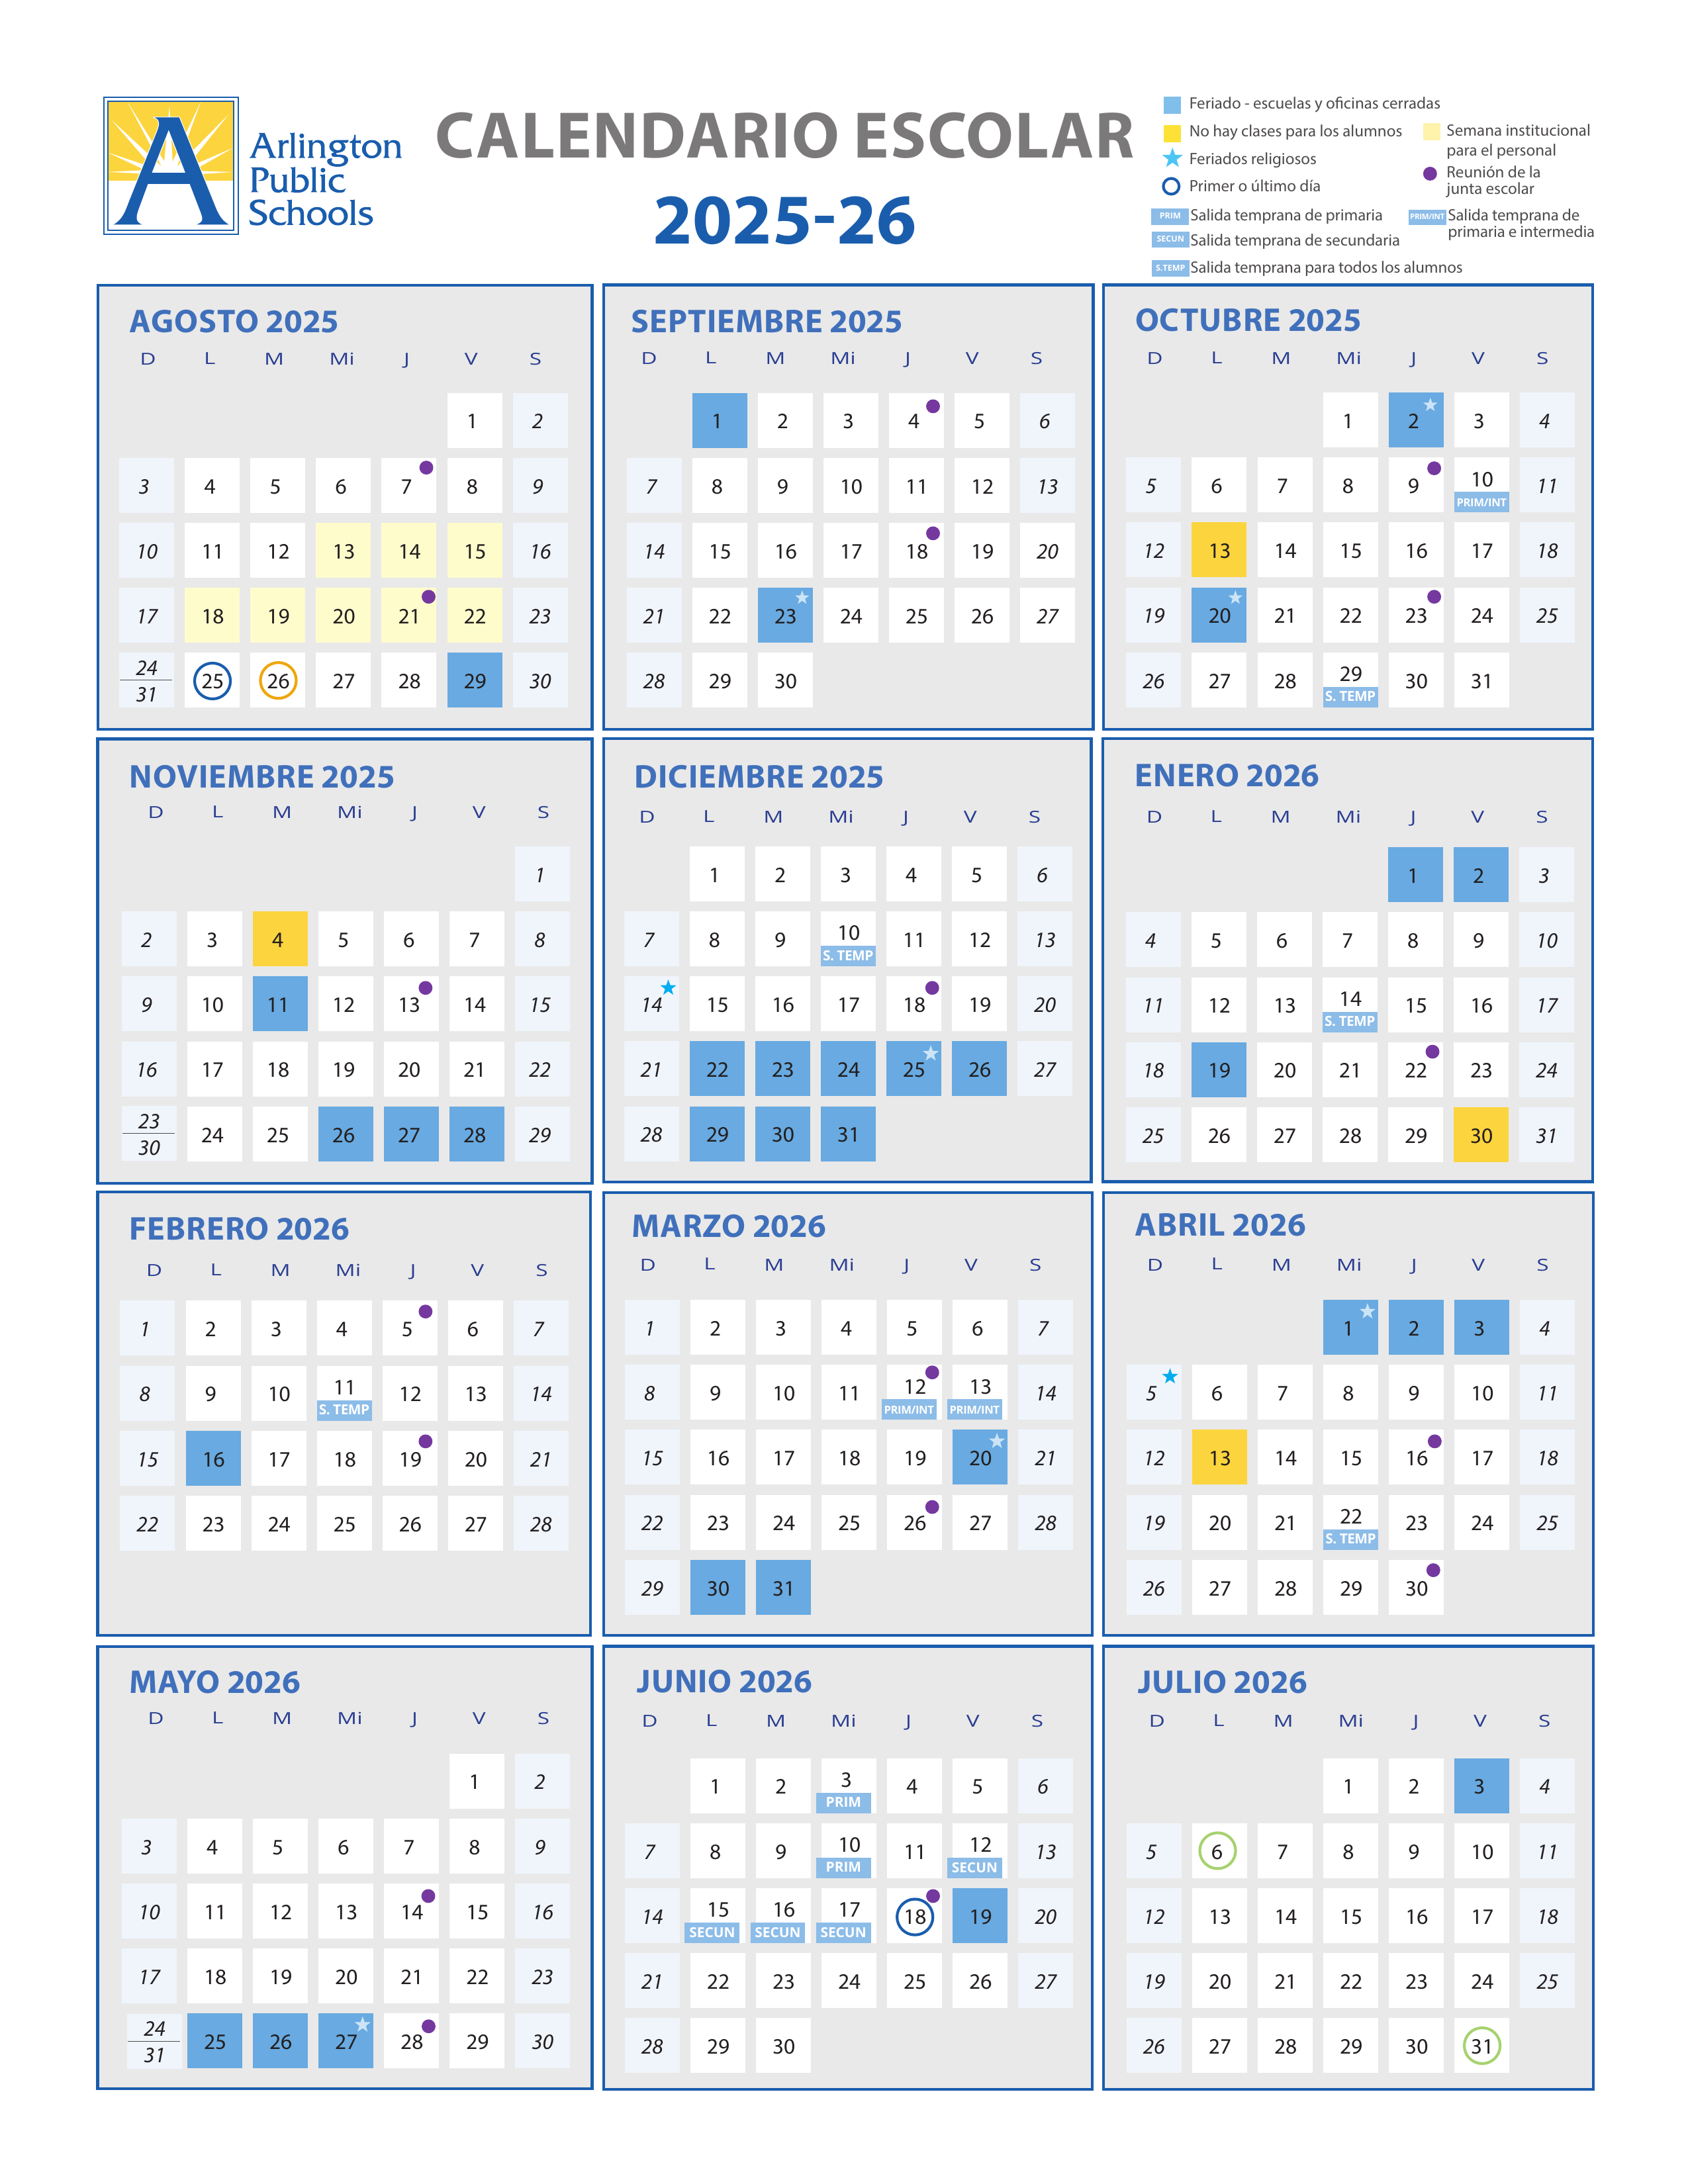 Arlington
Public
Schools
CALENDARIO ESCOLAR
2025-26
Feriado - escuelas y oficinas cerradas
No hay clases para los alumnos
Feriados religiosos
Primer o último día
PRIM Salida temprana de primaria
SECUN Salida temprana de secundaria
S.TEMP Salida temprana para todos los alumnos
Semana institucional
para el personal
Reunión de la
junta escolar
PRIM/INT Salida temprana de
primaria e intermedia
AGOSTO 2025
D L M Mi J V S
1 2
3 4 5 6 7 8 9
10 11 12 13 14 15 16
17 18 19 20 21 22 23
24 25 26 27 28 29 30
31
SEPTIEMBRE 2025
D L M Mi J V S
1 2 3 4 5 6
7 8 9 10 11 12 13
14 15 16 17 18 19 20
21 22 23 24 25 26 27
28 29 30
OCTUBRE 2025
D L M Mi J V S
1 2 3 4
5 6 7 8 9 10 11
PRIM/INT
12 13 14 15 16 17 18
19 20 21 22 23 24 25
26 27 28 29 30 31
S. TEMP
NOVIEMBRE 2025
D L M Mi J V S
1
2 3 4 5 6 7 8
9 10 11 12 13 14 15
16 17 18 19 20 21 22
23 24 25 26 27 28 29
30
DICIEMBRE 2025
D L M Mi J V S
1 2 3 4 5 6
7 8 9 10 11 12 13
S. TEMP
14 15 16 17 18 19 20
21 22 23 24 25 26 27
28 29 30 31
ENERO 2026
D L M Mi J V S
1 2 3
4 5 6 7 8 9 10
11 12 13 14 15 16 17
S. TEMP
18 19 20 21 22 23 24
25 26 27 28 29 30 31
FEBRERO 2026
D L M Mi J V S
1 2 3 4 5 6 7
8 9 10 11 12 13 14
S. TEMP
15 16 17 18 19 20 21
22 23 24 25 26 27 28
MARZO 2026
D L M Mi J V S
1 2 3 4 5 6 7
8 9 10 11 12 13 14
PRIM/INT PRIM/INT
15 16 17 18 19 20 21
22 23 24 25 26 27 28
29 30 31
ABRIL 2026
D L M Mi J V S
1 2 3 4
5 6 7 8 9 10 11
12 13 14 15 16 17 18
19 20 21 22 23 24 25
S. TEMP
26 27 28 29 30
MAYO 2026
D L M Mi J V S
1 2
3 4 5 6 7 8 9
10 11 12 13 14 15 16
17 18 19 20 21 22 23
24 25 26 27 28 29 30
31
JUNIO 2026
D L M Mi J V S
1 2 3 4 5 6
PRIM
7 8 9 10 11 12 13
PRIM SECUN
14 15 16 17 18 19 20
SECUN SECUN SECUN
21 22 23 24 25 26 27
28 29 30
JULIO 2026
D L M Mi J V S
1 2 3 4
5 6 7 8 9 10 11
12 13 14 15 16 17 18
19 20 21 22 23 24 25
26 27 28 29 30 31